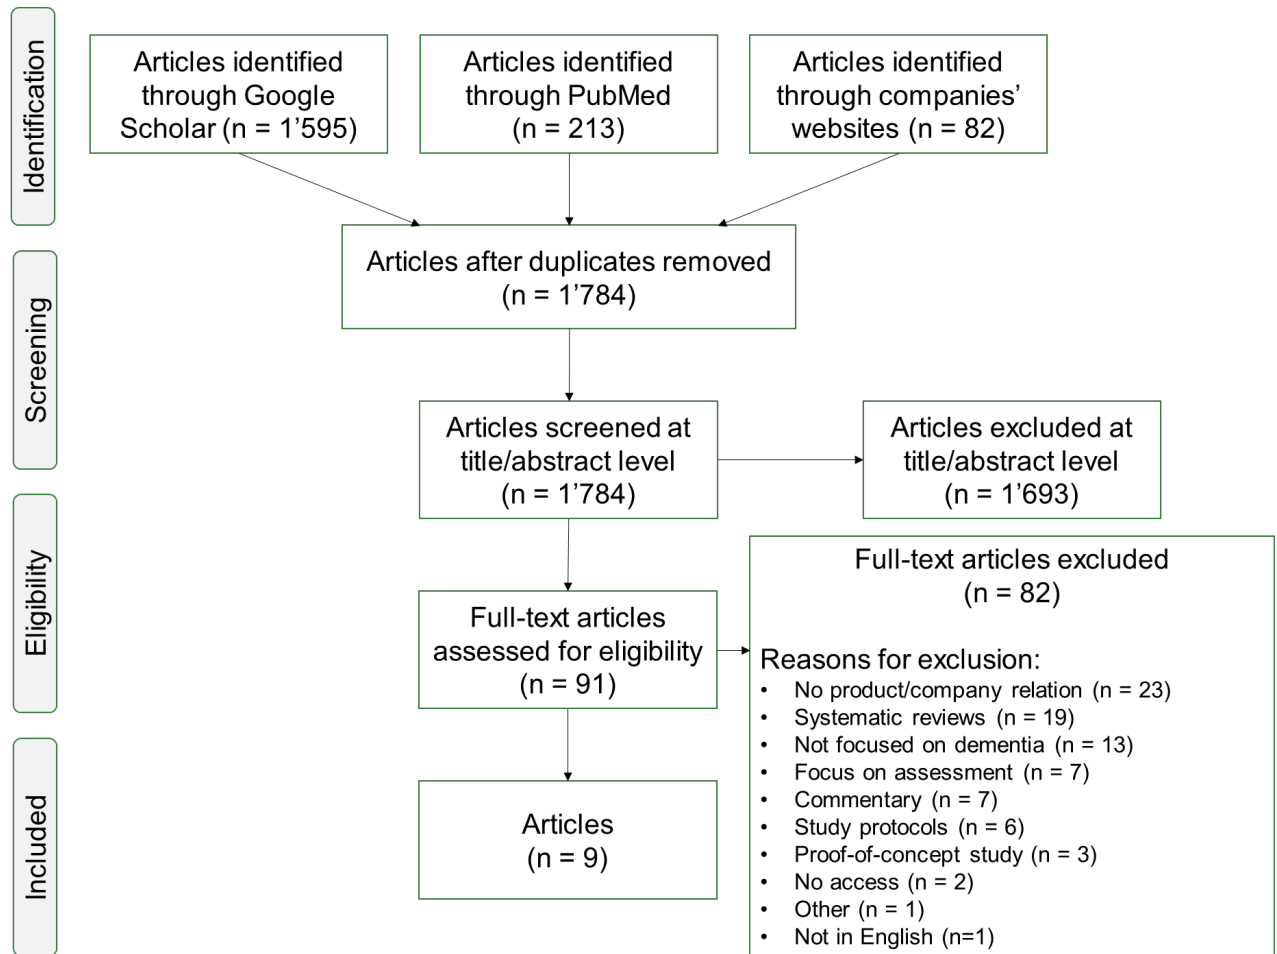 Identification
Articles identified
through Google
Scholar (n = 1’595)
Articles identified
through PubMed
(n = 213)
Articles identified
through companies’
websites (n = 82)
Articles after duplicates removed
(n = 1’784)
Screening
Articles screened at
title/abstract level
(n = 1’784)
Articles excluded at
title/abstract level
(n = 1’693)
Eligibility
Full-text articles
assessed for eligibility
(n = 91)
Full-text articles excluded
(n = 82)
Reasons for exclusion:
• No product/company relation (n = 23)
• Systematic reviews (n = 19)
• Not focused on dementia (n = 13)
• Focus on assessment (n = 7)
• Commentary (n = 7)
• Study protocols (n = 6)
• Proof-of-concept study (n = 3)
• No access (n = 2)
• Other (n = 1)
• Not in English (n=1)
Included
Articles
(n = 9)